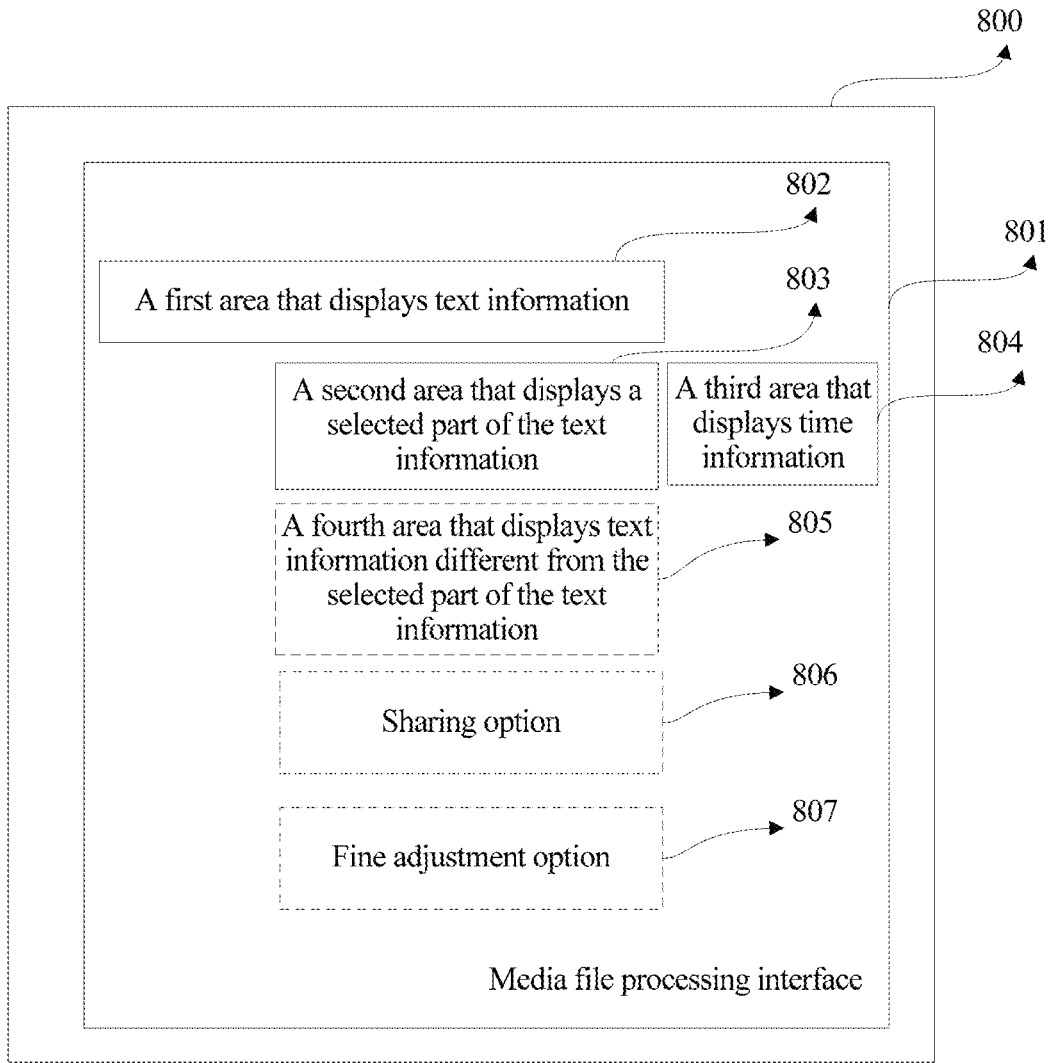 800
802
801
A first area that displays text information
803
804
A second area that displays a
selected part of the text
information
A third area that
displays time
information
805
A fourth area that displays text
information different from the
selected part of the text
information
806
Sharing option
807
Fine adjustment option
Media file processing interface